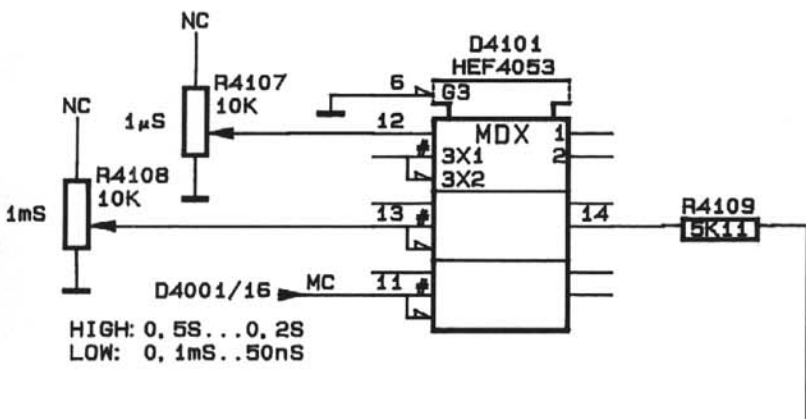 NC
D4101
HEF4053
6
G3
R4107
10K
NC
1µS
12
MDX
1
#
3X1
2
3X2
R4108
10K
1mS
13
#
14
R4109
5K11
D4001/16
MC
11
#
HIGH: 0,5S...0,2S
LOW: 0,1mS..50nS